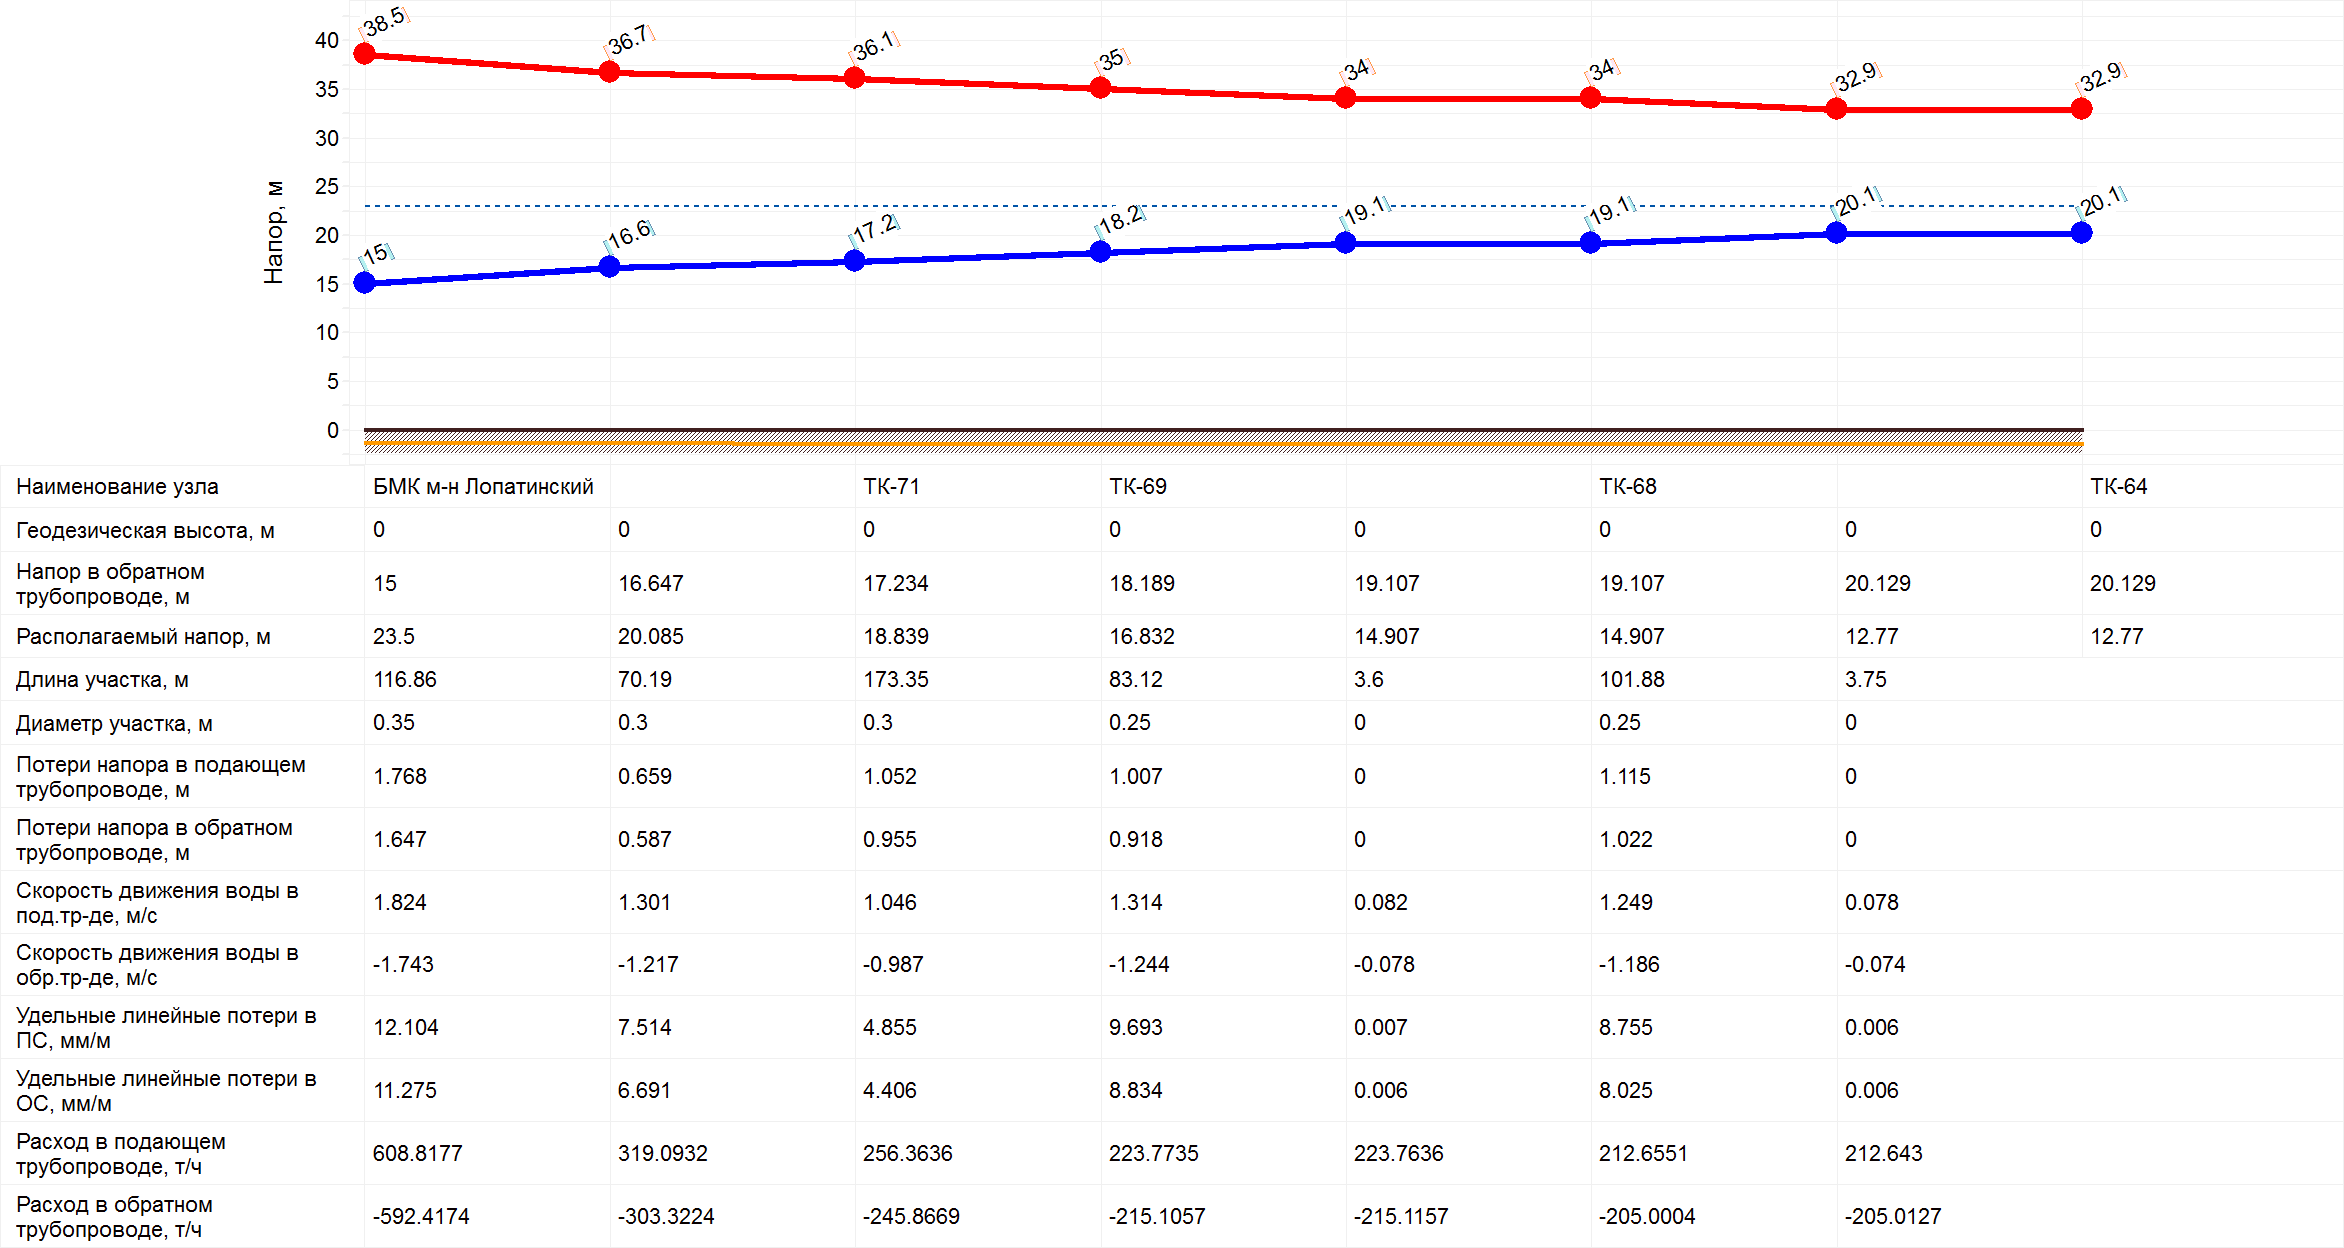 [38.5]
[36.7]
[36.1]
[35]
[34]
[34]
[32.9]
[32.9]
40
35
30
25
20
15
10
5
0
Напор, м
[15]
[16.6]
[17.2]
[18.2]
[19.1]
[19.1]
[20.1]
[20.1]
Наименование узла БМК м-н Лопатинский ТК-71 ТК-69 ТК-68 ТК-64
Геодезическая высота, м 0 0 0 0 0 0 0 0
Напор в обратном
трубопроводе, м 15 16.647 17.234 18.189 19.107 19.107 20.129 20.129
Располагаемый напор, м 23.5 20.085 18.839 16.832 14.907 14.907 12.77 12.77
Длина участка, м 116.86 70.19 173.35 83.12 3.6 101.88 3.75
Диаметр участка, м 0.35 0.3 0.3 0.25 0 0.25 0
Потери напора в подающем
трубопроводе, м 1.768 0.659 1.052 1.007 0 1.115 0
Потери напора в обратном
трубопроводе, м 1.647 0.587 0.955 0.918 0 1.022 0
Скорость движения воды в
под.тр-де, м/с 1.824 1.301 1.046 1.314 0.082 1.249 0.078
Скорость движения воды в
обр.тр-де, м/с -1.743 -1.217 -0.987 -1.244 -0.078 -1.186 -0.074
Удельные линейные потери в
ПС, мм/м 12.104 7.514 4.855 9.693 0.007 8.755 0.006
Удельные линейные потери в
ОС, мм/м 11.275 6.691 4.406 8.834 0.006 8.025 0.006
Расход в подающем
трубопроводе, т/ч 608.8177 319.0932 256.3636 223.7735 223.7636 212.6551 212.643
Расход в обратном
трубопроводе, т/ч -592.4174 -303.3224 -245.8669 -215.1057 -215.1157 -205.0004 -205.0127